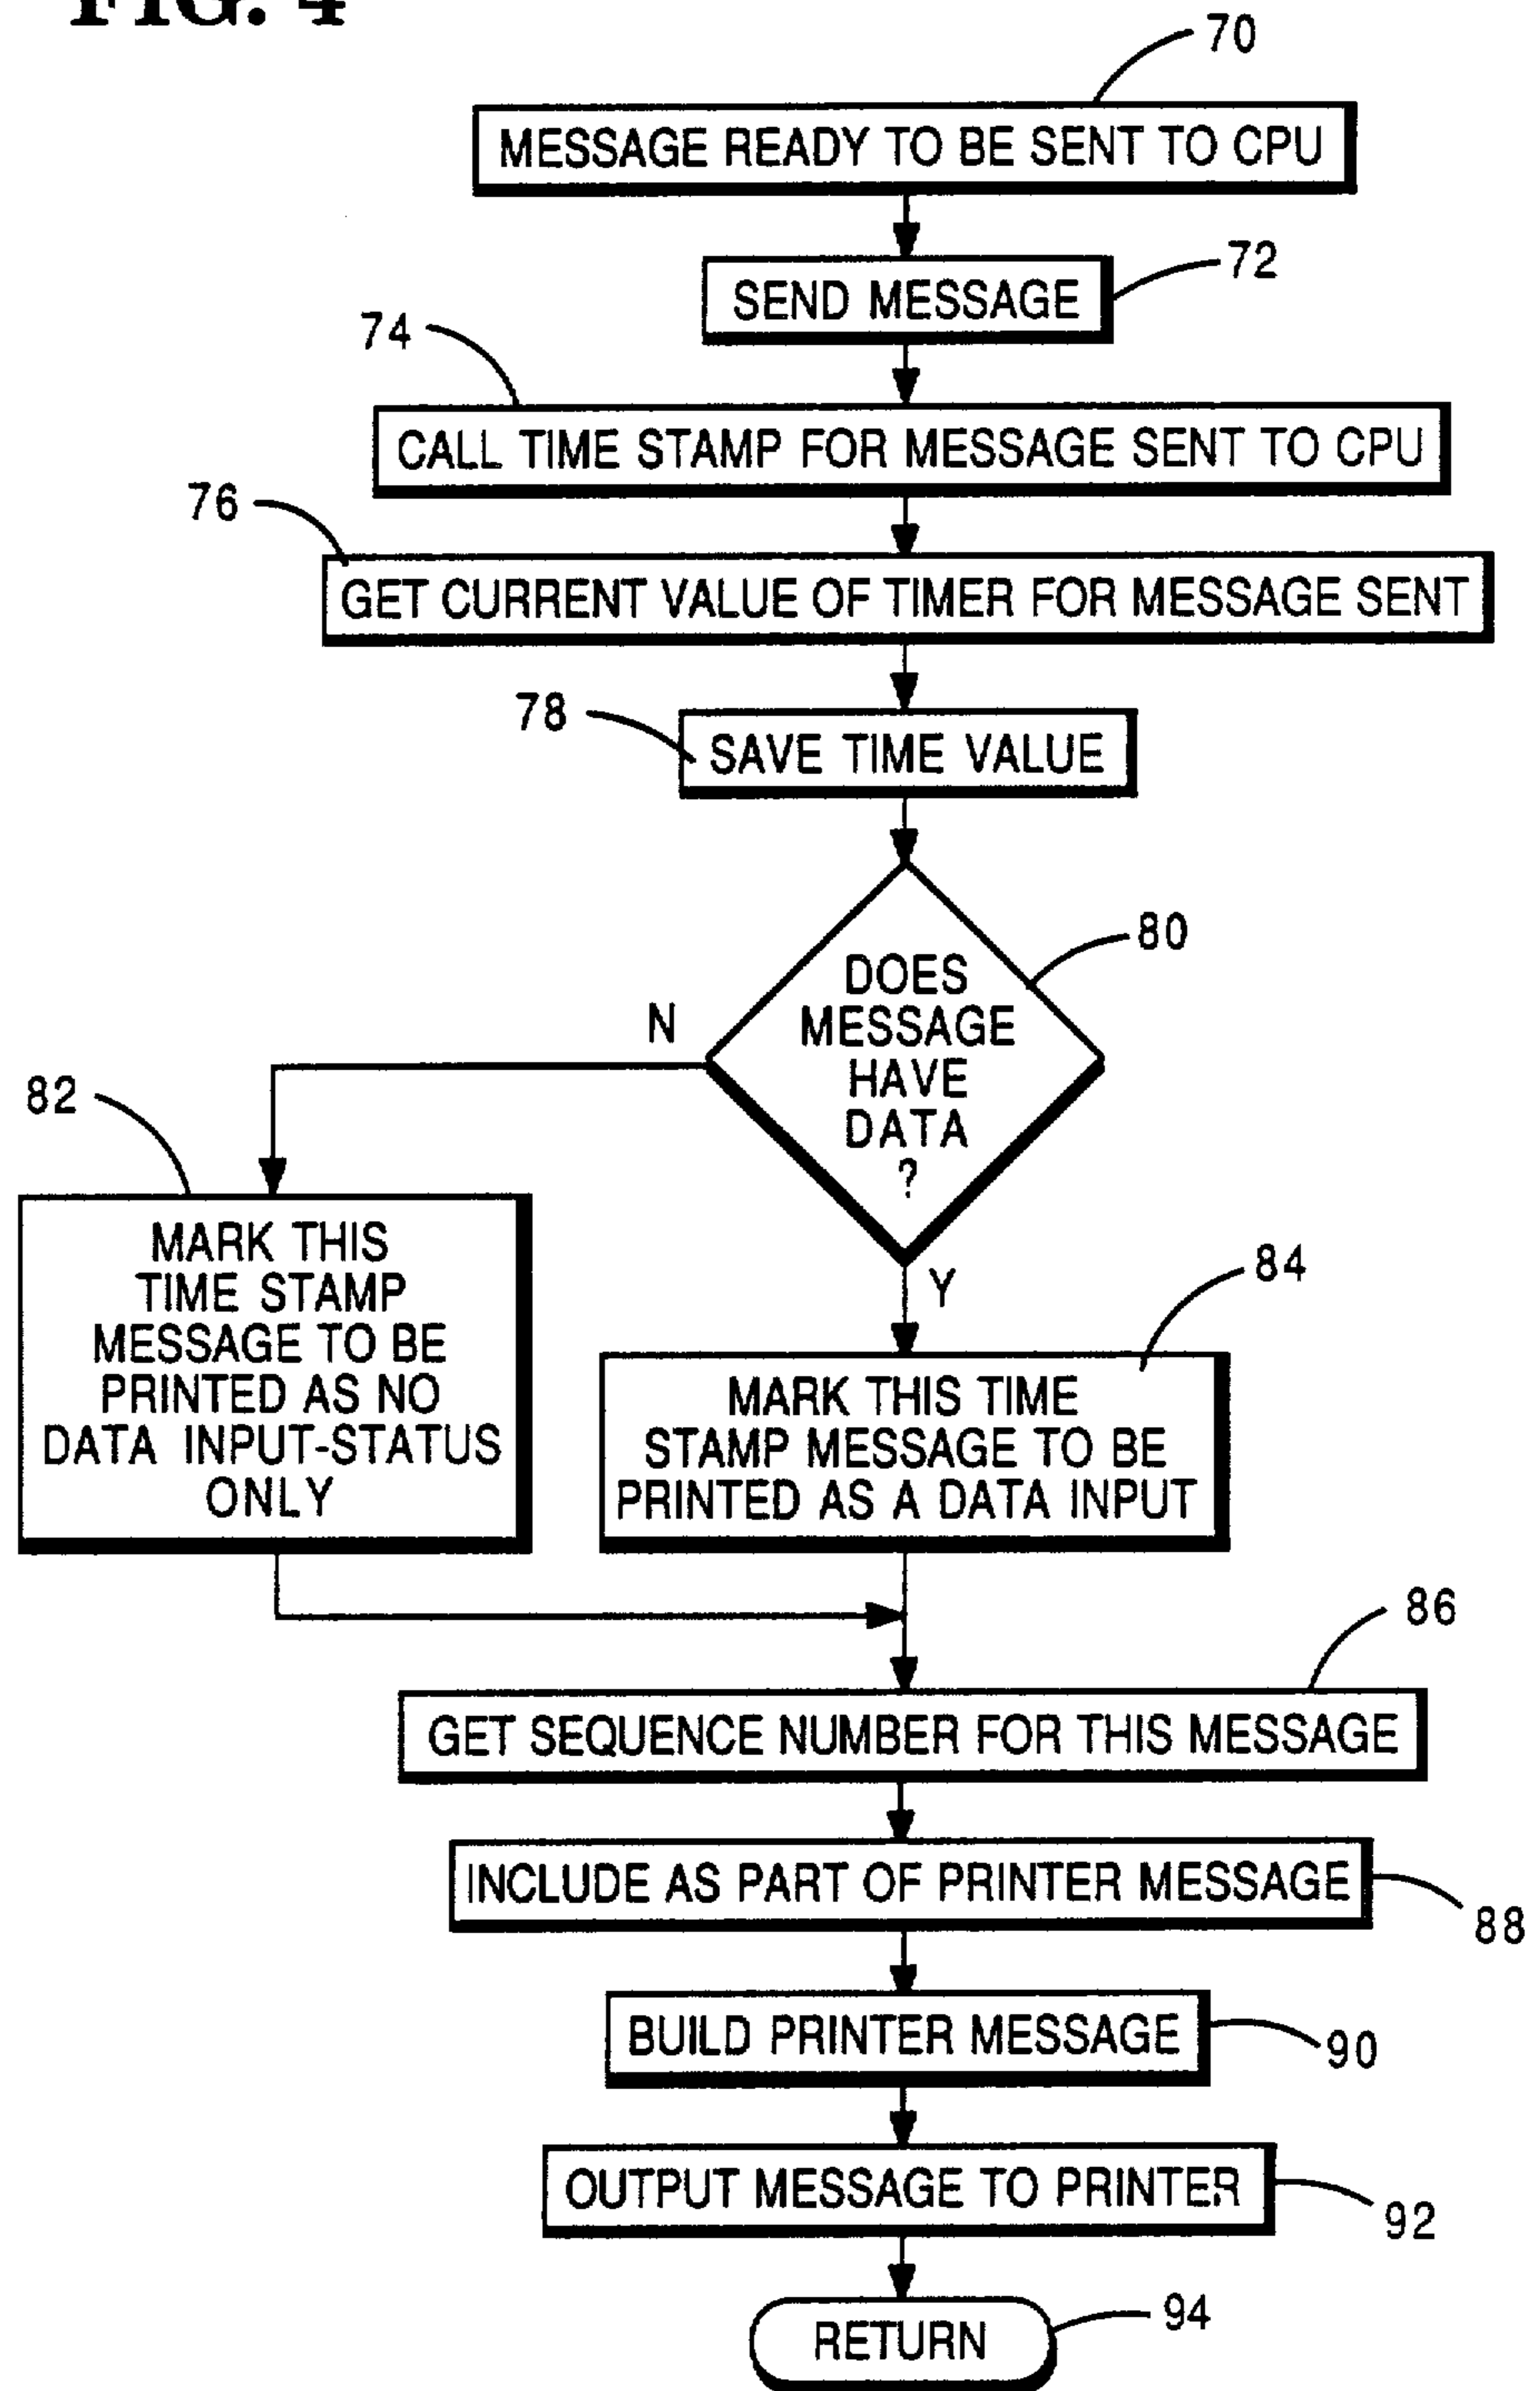 FIG. 4
70
MESSAGE READY TO BE SENT TO CPU
72
SEND MESSAGE
74
CALL TIME STAMP FOR MESSAGE SENT TO CPU
76
GET CURRENT VALUE OF TIMER FOR MESSAGE SENT
78
SAVE TIME VALUE
80
DOES
MESSAGE
HAVE
DATA
?
N
82
MARK THIS
TIME STAMP
MESSAGE TO BE
PRINTED AS NO
DATA INPUT-STATUS
ONLY
Y
84
MARK THIS TIME
STAMP MESSAGE TO BE
PRINTED AS A DATA INPUT
86
GET SEQUENCE NUMBER FOR THIS MESSAGE
INCLUDE AS PART OF PRINTER MESSAGE
88
BUILD PRINTER MESSAGE
90
OUTPUT MESSAGE TO PRINTER
92
RETURN
94